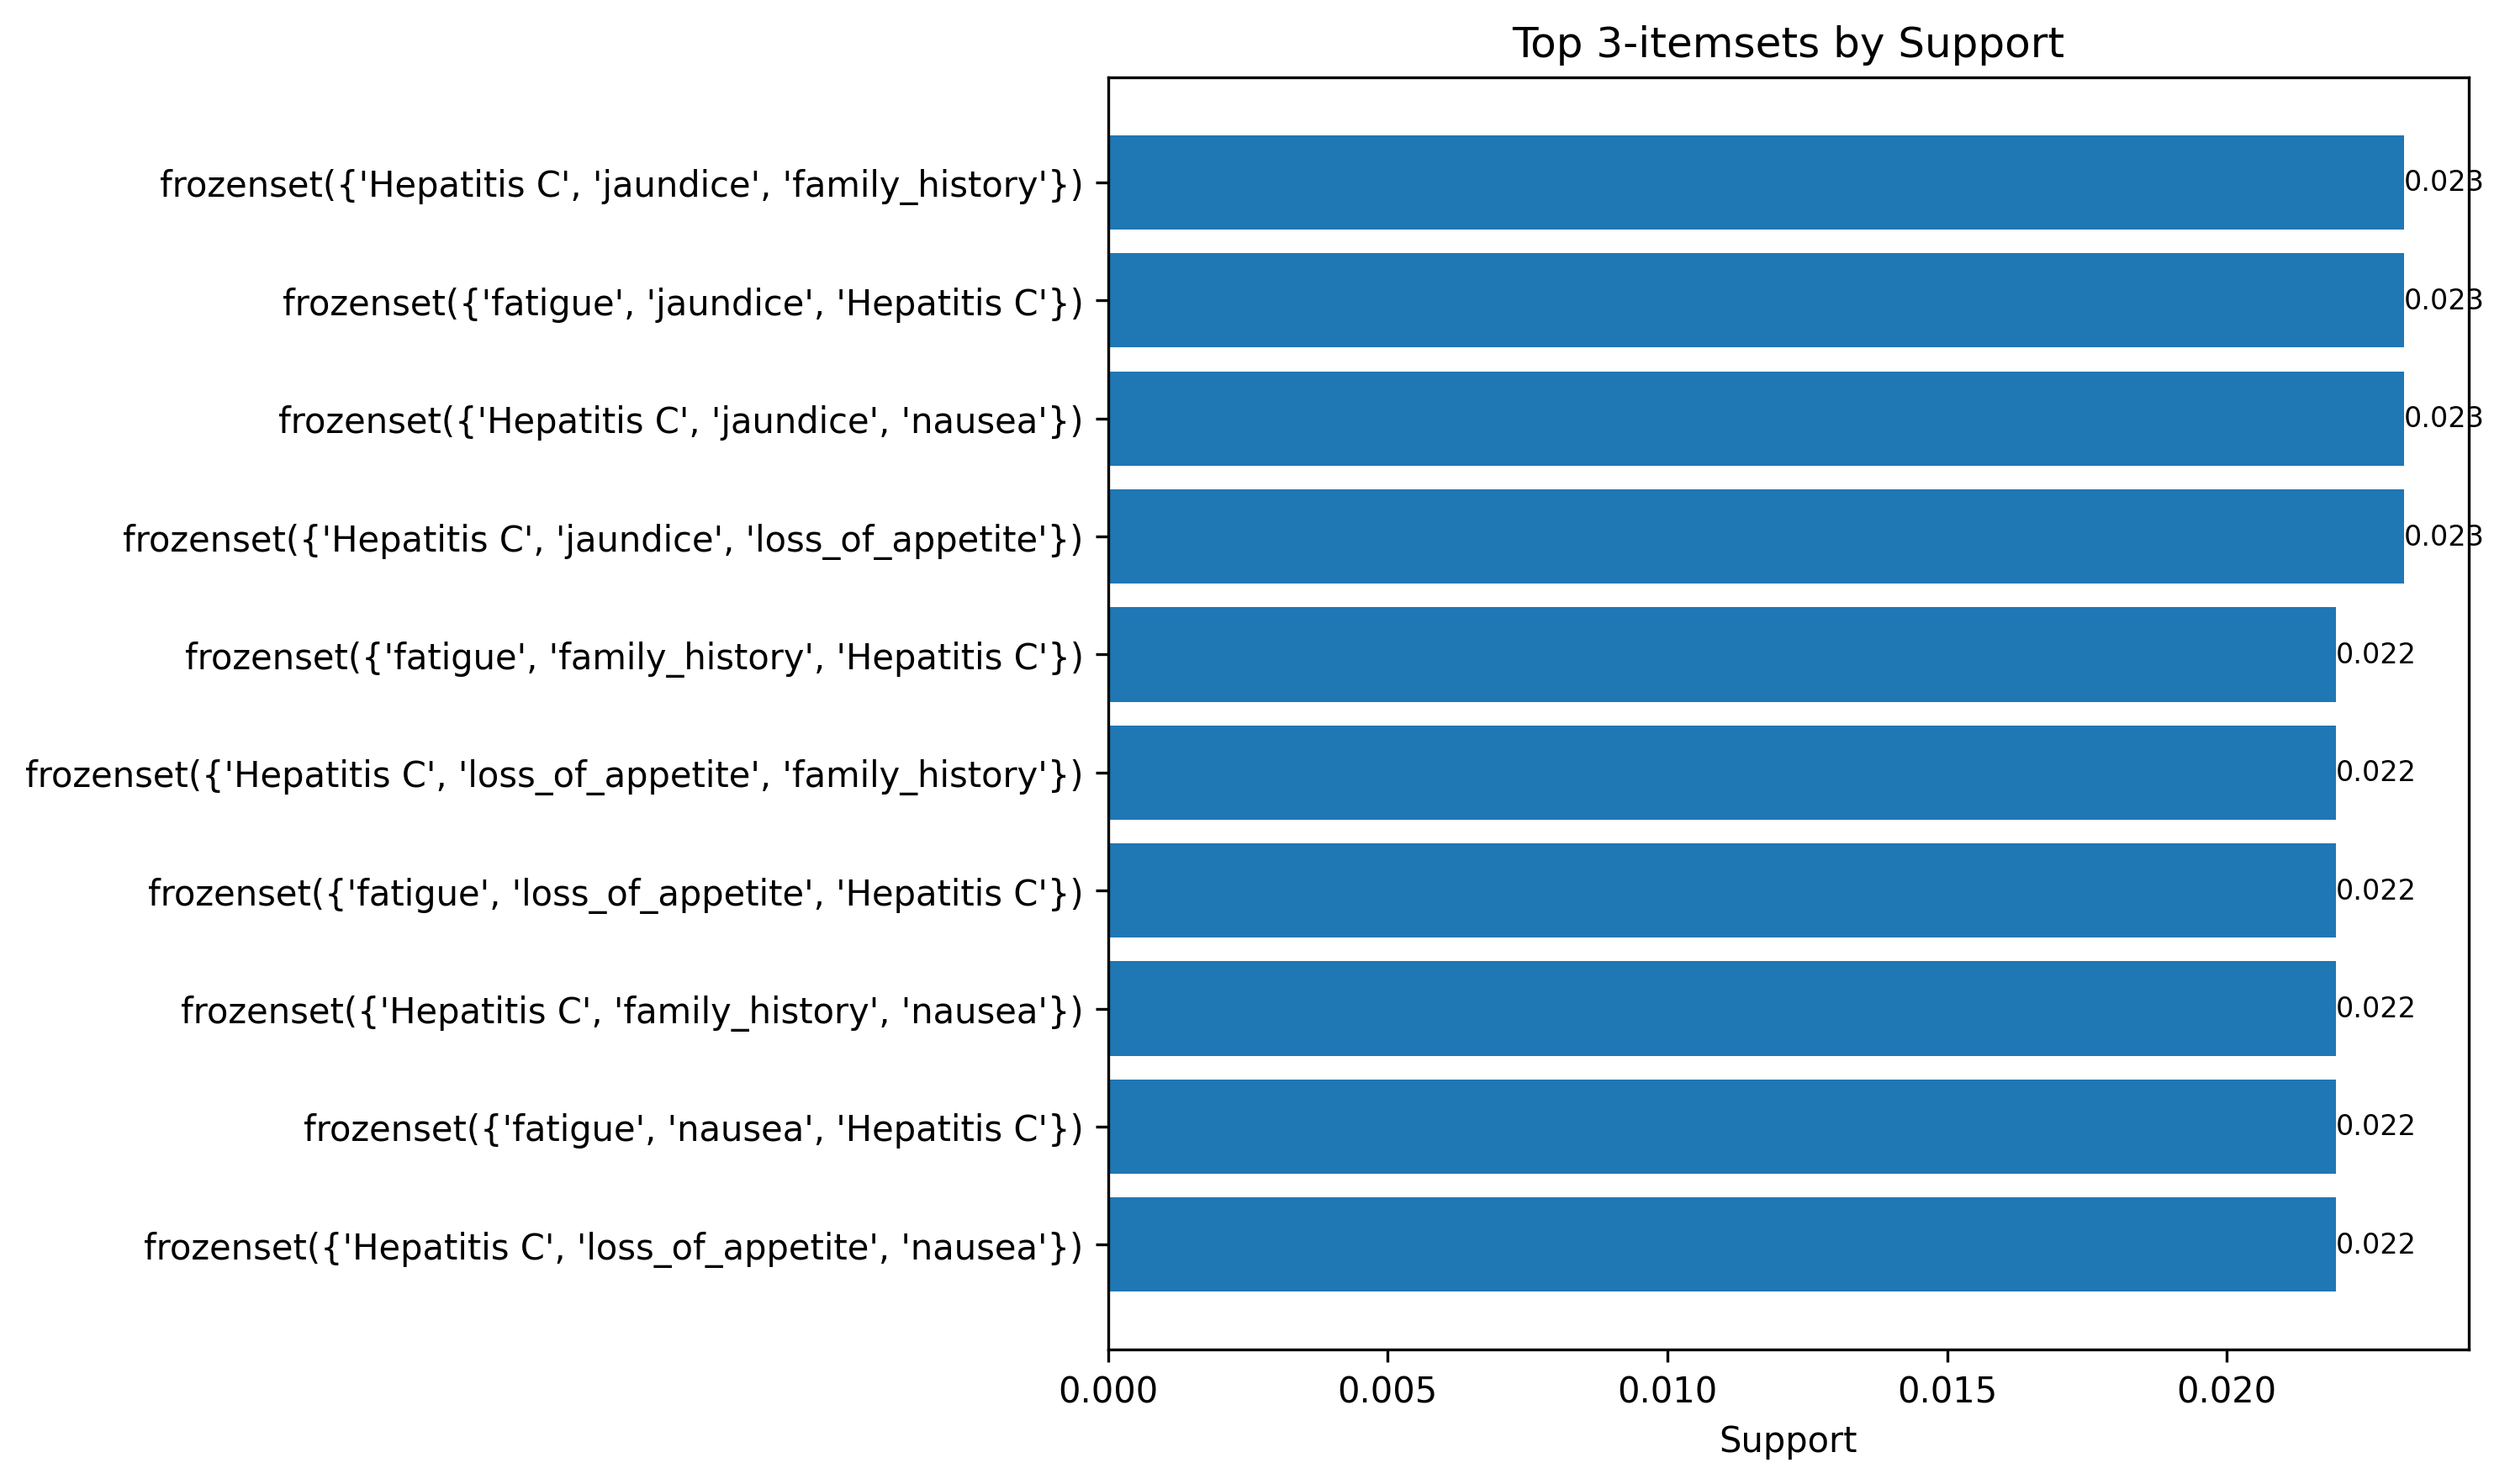 Top 3-itemsets by Support
frozenset({'Hepatitis C', 'jaundice', 'family_history'})
0.023
frozenset({'fatigue', 'jaundice', 'Hepatitis C'})
0.023
frozenset({'Hepatitis C', 'jaundice', 'nausea'})
0.023
frozenset({'Hepatitis C', 'jaundice', 'loss_of_appetite'})
0.023
frozenset({'fatigue', 'family_history', 'Hepatitis C'})
0.022
frozenset({'Hepatitis C', 'loss_of_appetite', 'family_history'})
0.022
frozenset({'fatigue', 'loss_of_appetite', 'Hepatitis C'})
0.022
frozenset({'Hepatitis C', 'family_history', 'nausea'})
0.022
frozenset({'fatigue', 'nausea', 'Hepatitis C'})
0.022
frozenset({'Hepatitis C', 'loss_of_appetite', 'nausea'})
0.022
0.000 0.005 0.010 0.015 0.020
Support